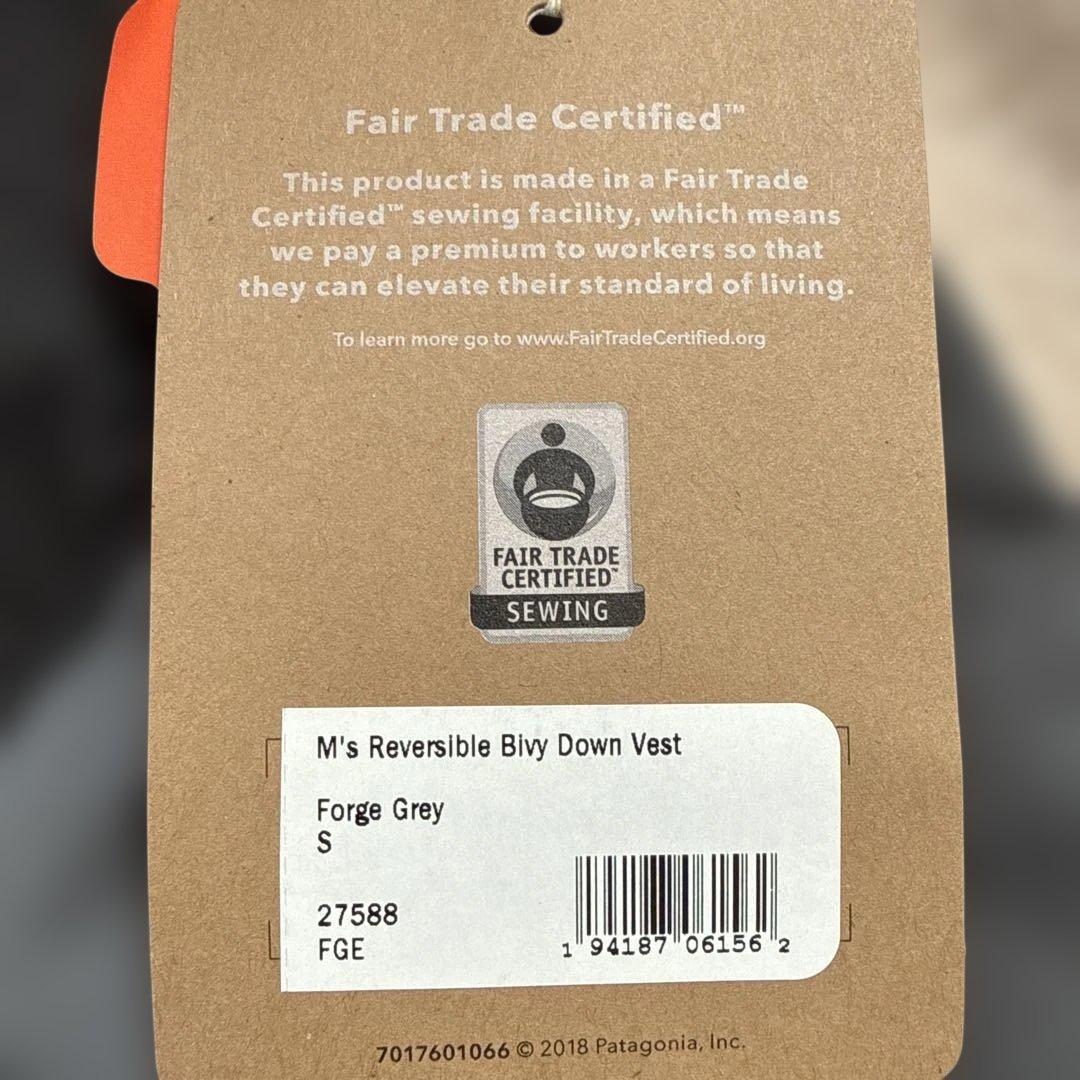 Fair Trade Certified™
This product is made in a Fair Trade
Certified™ sewing facility, which means
we pay a premium to workers so that
they can elevate their standard of living.
To learn more go to www.FairTradeCertified.org
FAIR TRADE
CERTIFIED™
SEWING
M's Reversible Bivy Down Vest
Forge Grey
S
27588
FGE
1 94187 06156 2
7017601066 © 2018 Patagonia, Inc.